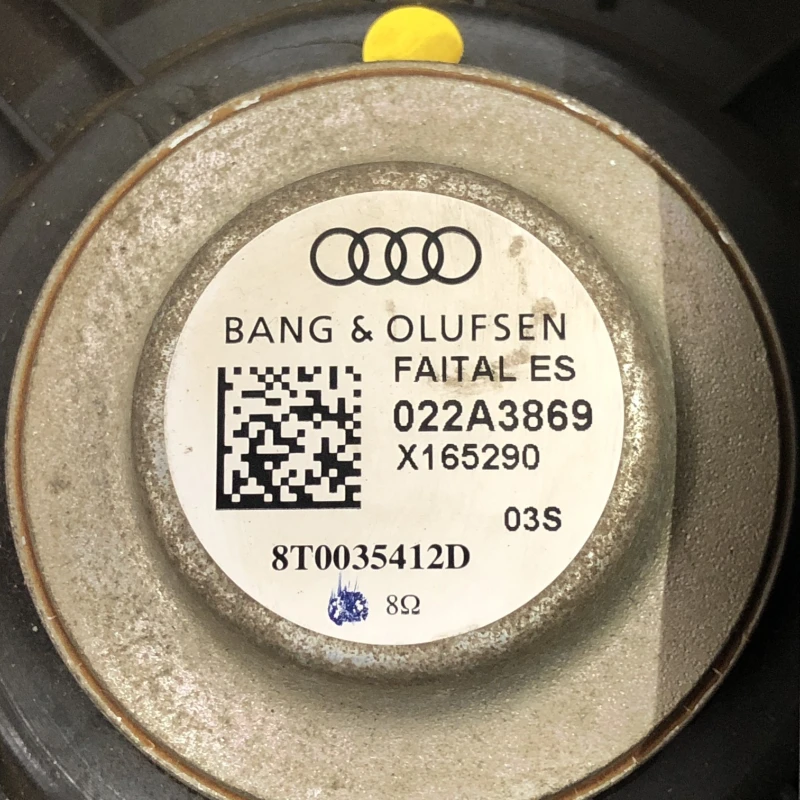 BANG & OLUFSEN
FAITAL ES
022A3869
X165290
03S
8T0035412D
8Ω